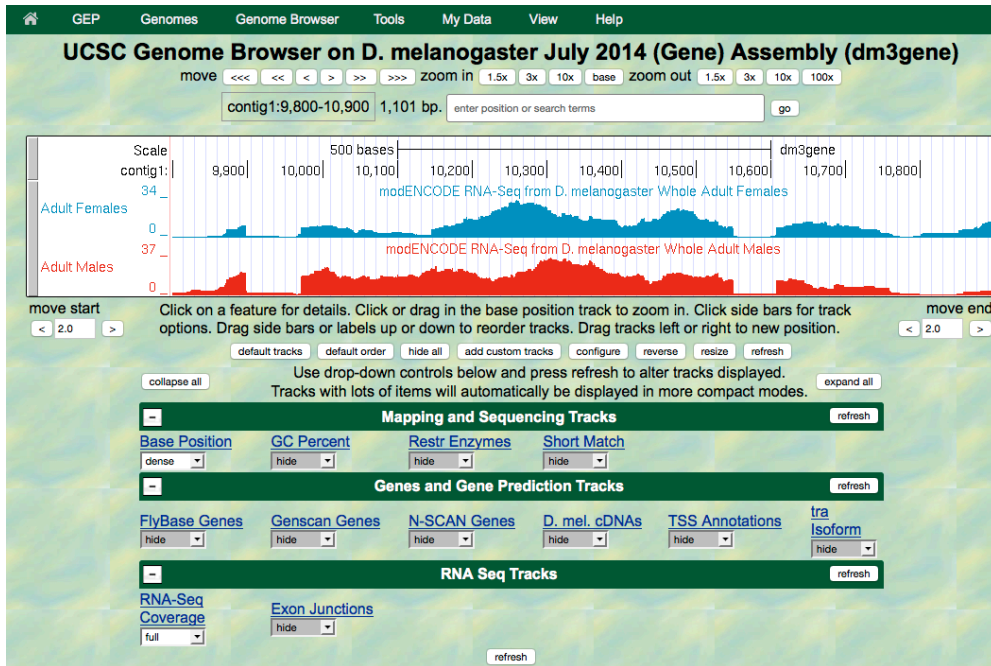 GEP Genomes Genome Browser Tools My Data View Help
UCSC Genome Browser on D. melanogaster July 2014 (Gene) Assembly (dm3gene)
move <<< << < > >> >>> zoom in 1.5x 3x 10x base zoom out 1.5x 3x 10x 100x
contig1:9,800-10,900 1,101 bp. enter position or search terms go
Scale 500 bases dm3gene
contig1: 9,900 10,000 10,100 10,200 10,300 10,400 10,500 10,600 10,700 10,800
modENCODE RNA-Seq from D. melanogaster Whole Adult Females
34 _
Adult Females
0 _
modENCODE RNA-Seq from D. melanogaster Whole Adult Males
37 _
Adult Males
0 _
move start Click on a feature for details. Click or drag in the base position track to zoom in. Click side bars for track move end
< 2.0 > options. Drag side bars or labels up or down to reorder tracks. Drag tracks left or right to new position. < 2.0 >
default tracks default order hide all add custom tracks configure reverse resize refresh
collapse all Use drop-down controls below and press refresh to alter tracks displayed. expand all
Tracks with lots of items will automatically be displayed in more compact modes.
- Mapping and Sequencing Tracks refresh
Base Position GC Percent Restr Enzymes Short Match
dense hide hide hide
- Genes and Gene Prediction Tracks refresh
FlyBase Genes Genscan Genes N-SCAN Genes D. mel. cDNAs TSS Annotations tra Isoform
hide hide hide hide hide hide
- RNA Seq Tracks refresh
RNA-Seq Coverage Exon Junctions
full hide
refresh